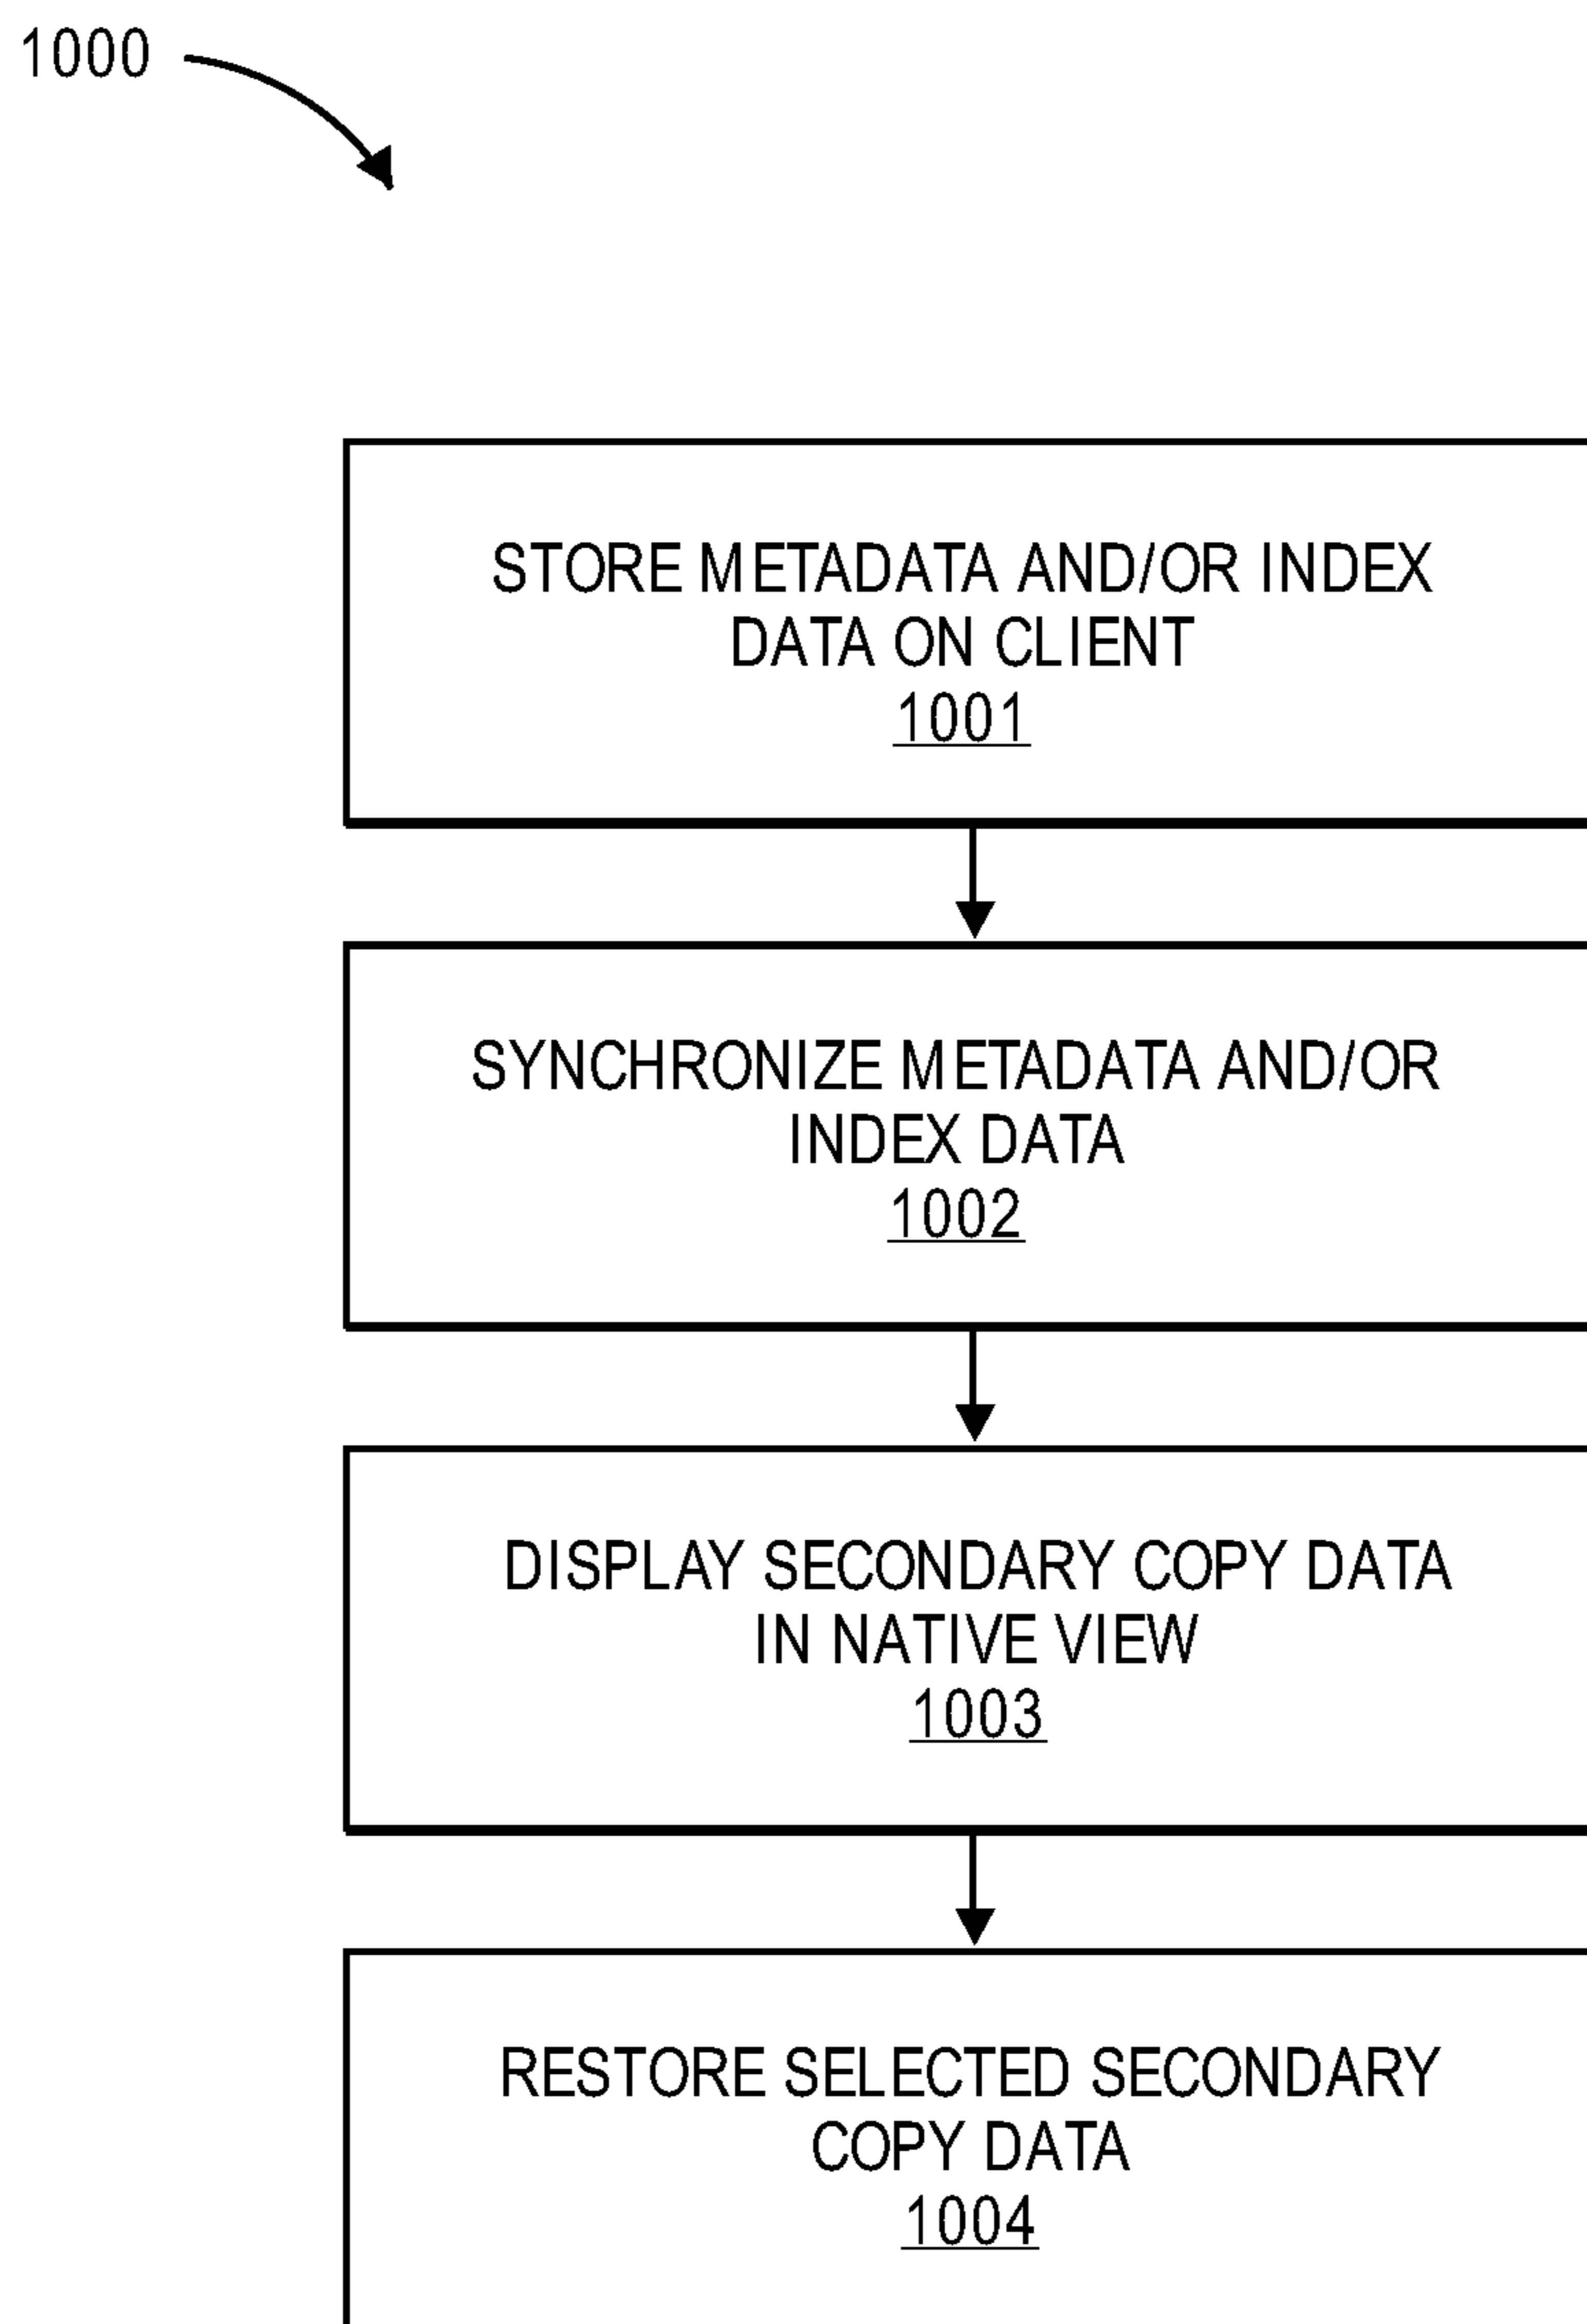 1000
STORE METADATA AND/OR INDEX
DATA ON CLIENT
1001
SYNCHRONIZE METADATA AND/OR
INDEX DATA
1002
DISPLAY SECONDARY COPY DATA
IN NATIVE VIEW
1003
RESTORE SELECTED SECONDARY
COPY DATA
1004